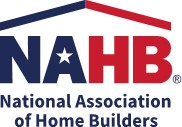 NAHB®
National Association
of Home Builders